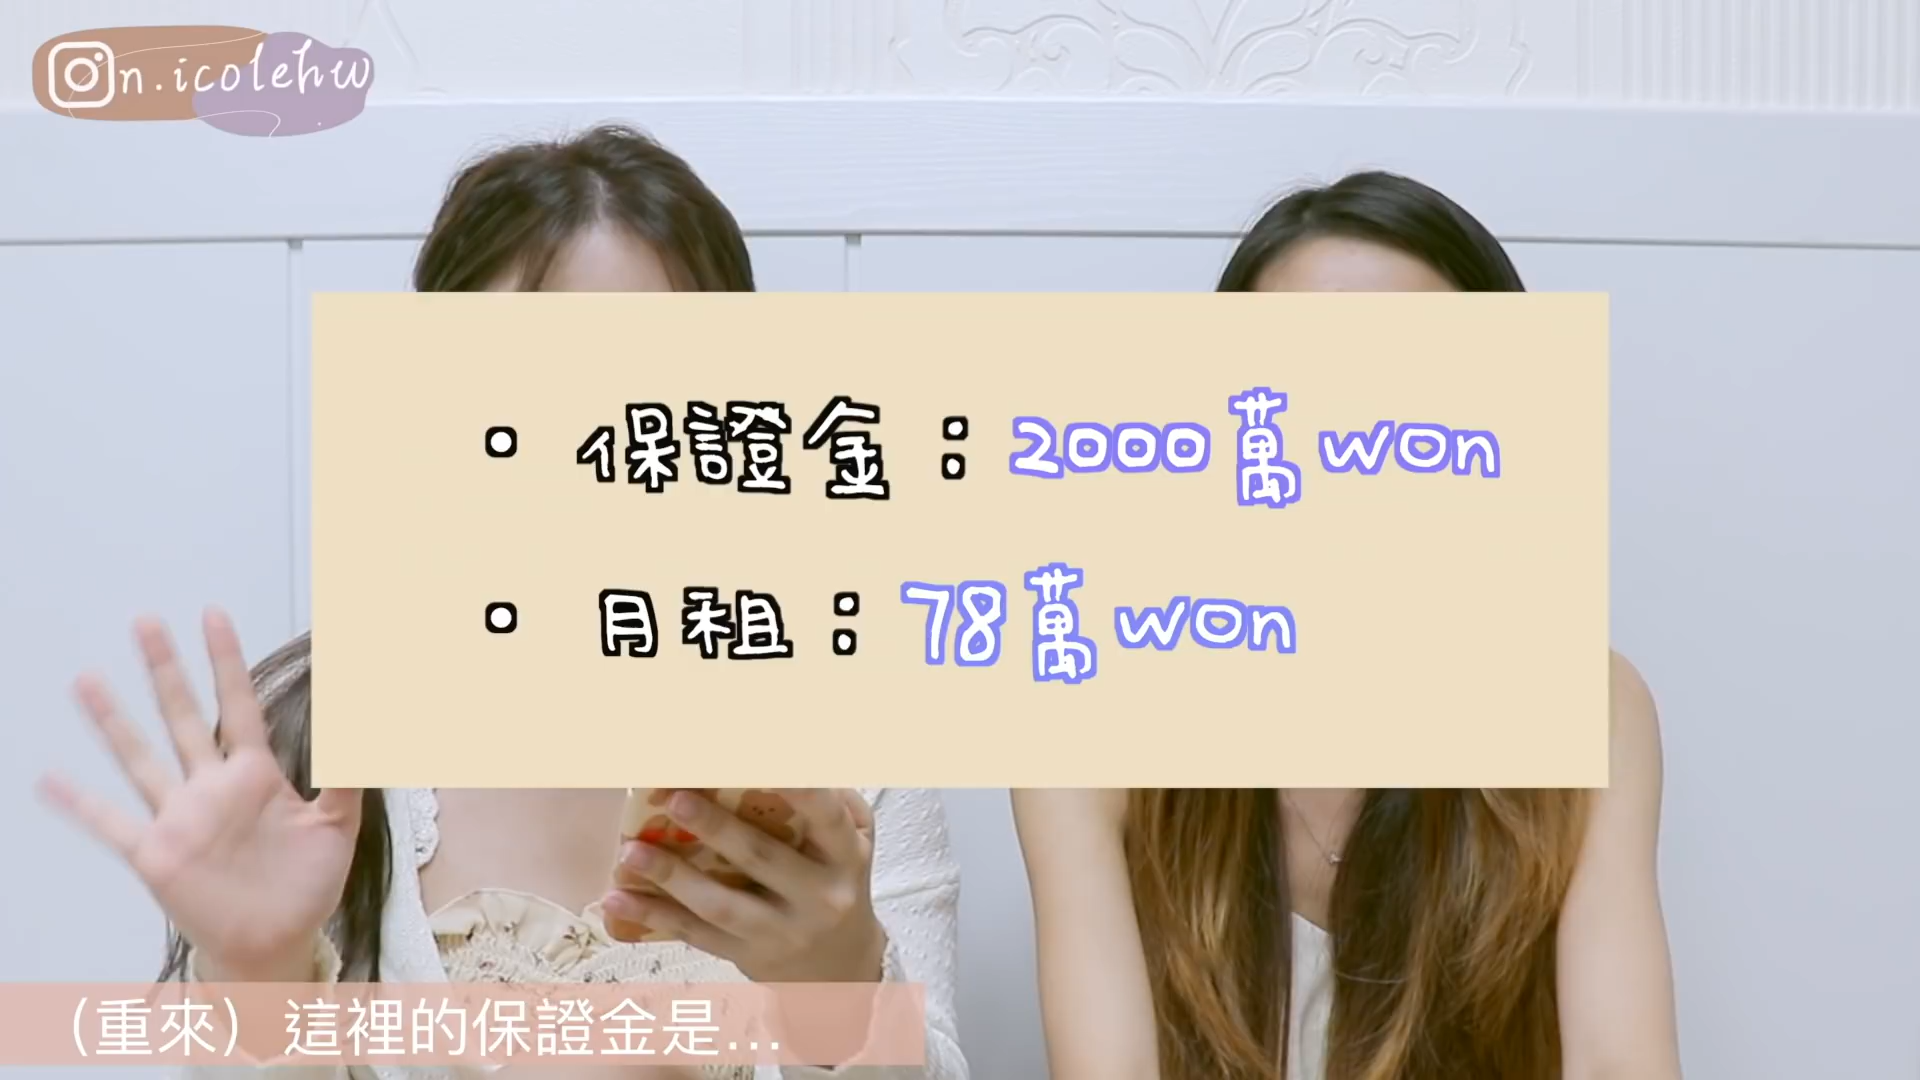 n.icolehw
• 保證金：2000萬won
• 月租：78萬won
（重來）這裡的保證金是...